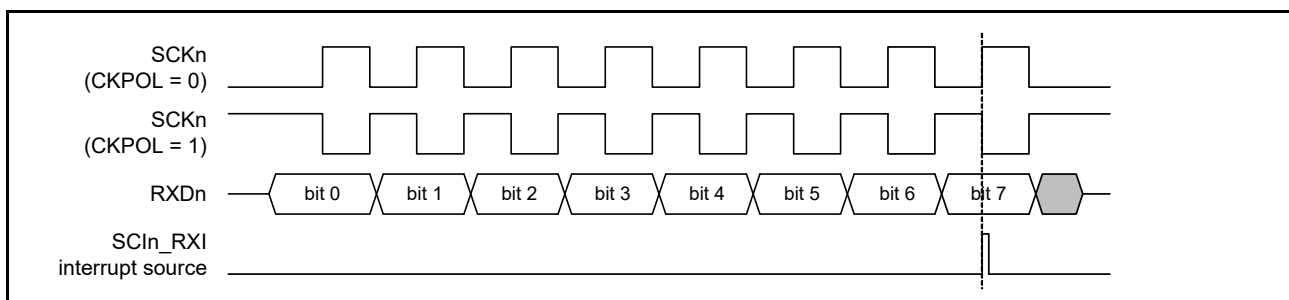 SCKn
(CKPOL = 0)
SCKn
(CKPOL = 1)
RXDn
bit 0 bit 1 bit 2 bit 3 bit 4 bit 5 bit 6 bit 7
SCIn_RXI
interrupt source